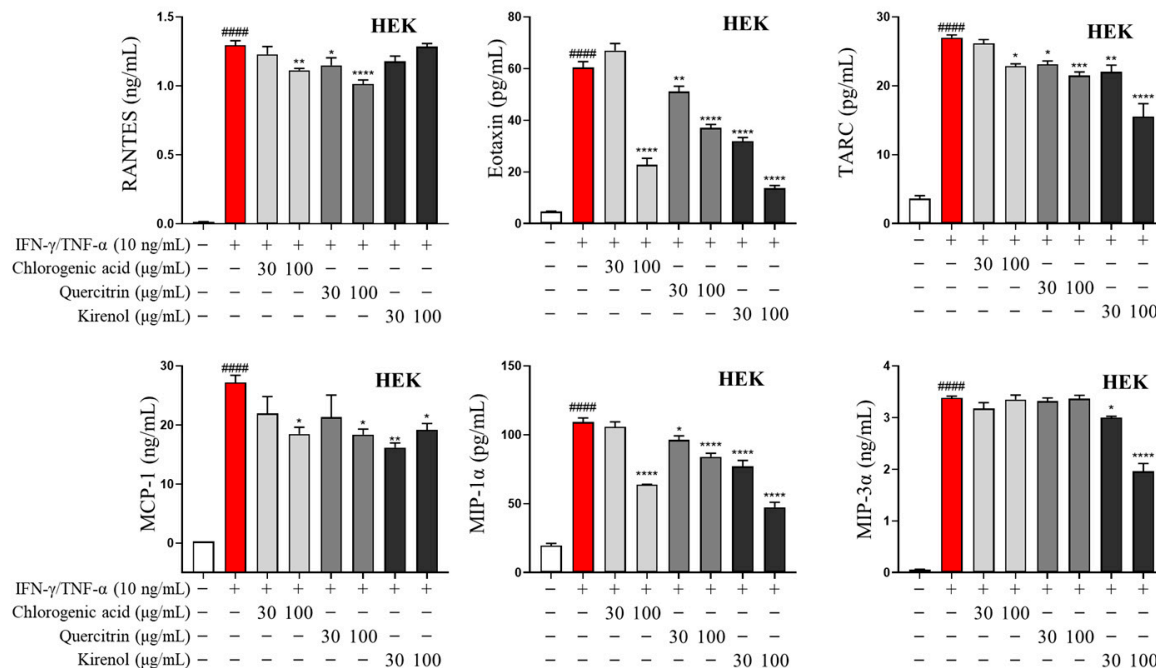 HEK
RANTES (ng/mL)
1.5
1.0
0.5
0.0
####
**
*
****
HEK
Eotaxin (pg/mL)
80
60
40
20
0
####
****
**
****
****
****
HEK
TARC (pg/mL)
30
20
10
0
####
*
*
***
**
****
IFN-γ/TNF-α (10 ng/mL) – + + + + + + +
Chlorogenic acid (μg/mL) – – 30 100 – – – –
Quercitrin (μg/mL) – – – – 30 100 – –
Kirenol (μg/mL) – – – – – – 30 100
– + + + + + + +
– – 30 100 – – – –
– – – – 30 100 – –
– – – – – – 30 100
– + + + + + + +
– – 30 100 – – – –
– – – – 30 100 – –
– – – – – – 30 100
HEK
MCP-1 (ng/mL)
30
20
10
0
####
*
*
**
*
HEK
MIP-1α (pg/mL)
150
100
50
0
####
****
*
****
****
****
HEK
MIP-3α (ng/mL)
4
3
2
1
0
####
*
****
IFN-γ/TNF-α (10 ng/mL) – + + + + + + +
Chlorogenic acid (μg/mL) – – 30 100 – – – –
Quercitrin (μg/mL) – – – – 30 100 – –
Kirenol (μg/mL) – – – – – – 30 100
– + + + + + + +
– – 30 100 – – – –
– – – – 30 100 – –
– – – – – – 30 100
– + + + + + + +
– – 30 100 – – – –
– – – – 30 100 – –
– – – – – – 30 100